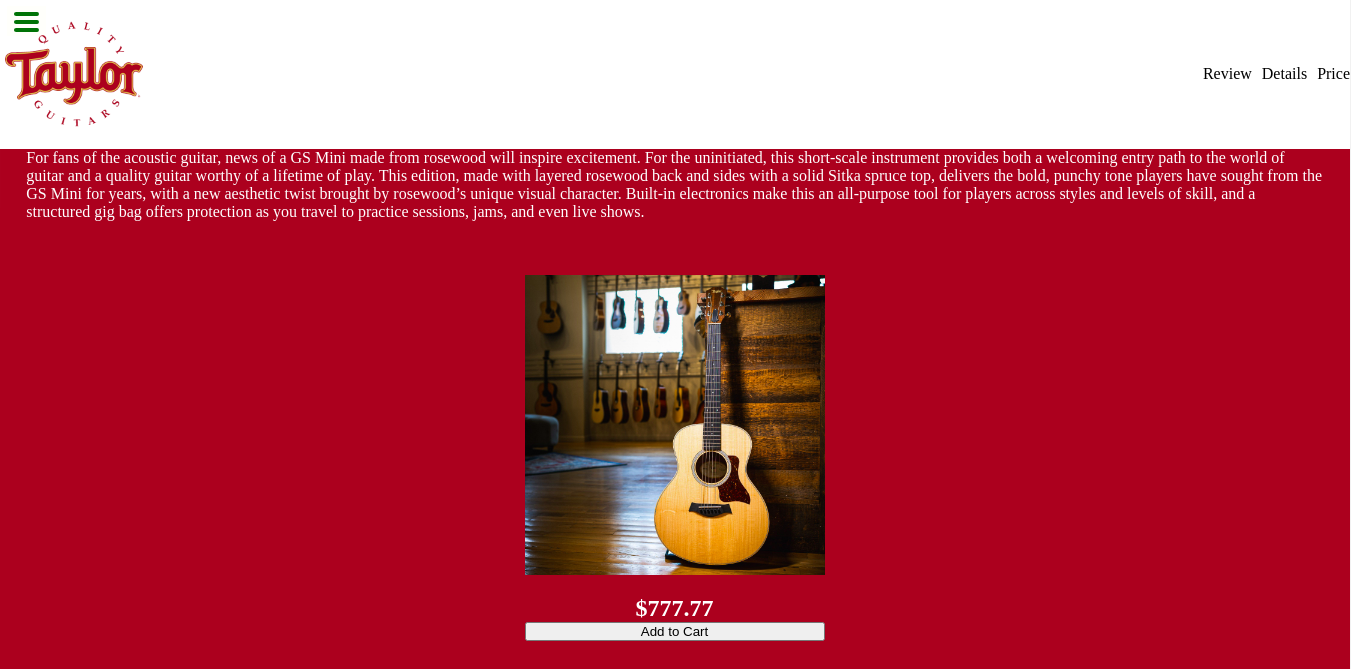 QUALITY
Taylor
GUITARS
Review Details Price
For fans of the acoustic guitar, news of a GS Mini made from rosewood will inspire excitement. For the uninitiated, this short-scale instrument provides both a welcoming entry path to the world of
guitar and a quality guitar worthy of a lifetime of play. This edition, made with layered rosewood back and sides with a solid Sitka spruce top, delivers the bold, punchy tone players have sought from the
GS Mini for years, with a new aesthetic twist brought by rosewood’s unique visual character. Built-in electronics make this an all-purpose tool for players across styles and levels of skill, and a
structured gig bag offers protection as you travel to practice sessions, jams, and even live shows.
$777.77
Add to Cart